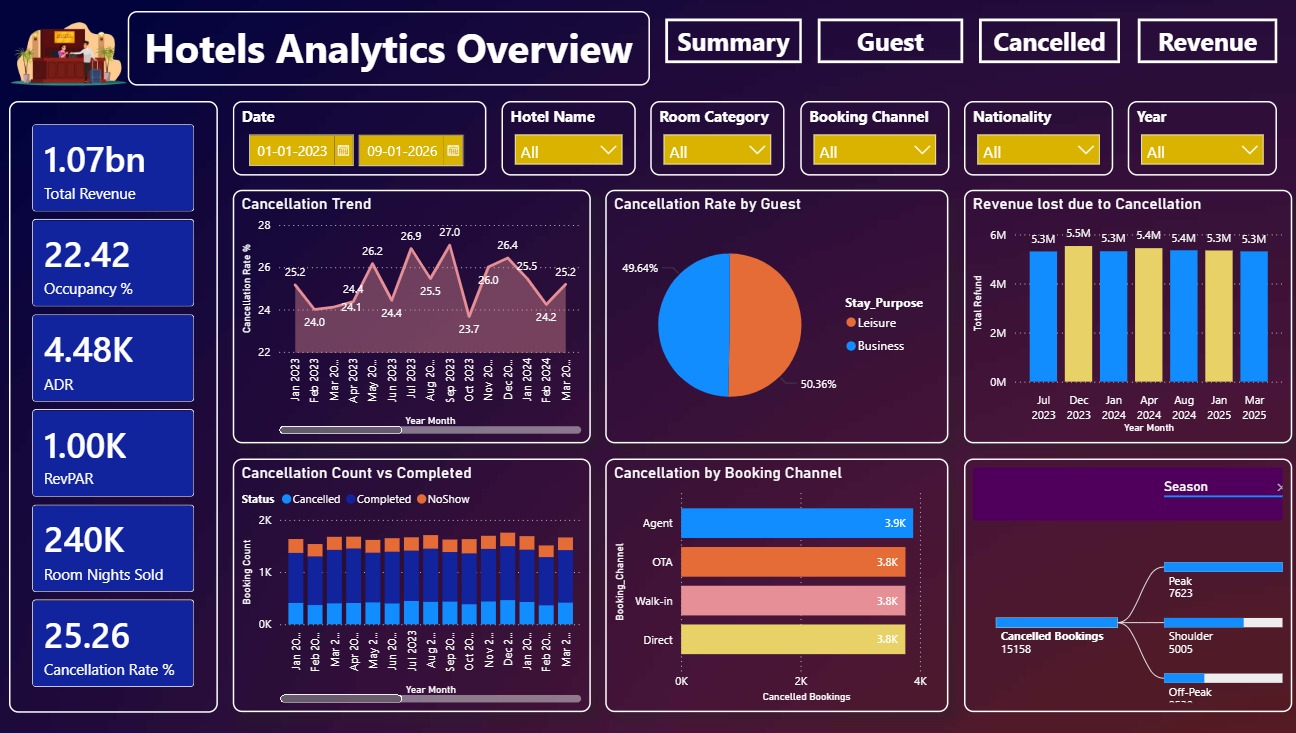 Hotels Analytics Overview
Summary
Guest
Cancelled
Revenue
1.07bn
Total Revenue
22.42
Occupancy %
4.48K
ADR
1.00K
RevPAR
240K
Room Nights Sold
25.26
Cancellation Rate %
Date
01-01-2023
09-01-2026
Hotel Name
All
Room Category
All
Booking Channel
All
Nationality
All
Year
All
Cancellation Trend
Cancellation Rate %
28
26
24
22
25.2
24.0
24.1
24.4
26.2
24.4
26.9
25.5
27.0
23.7
26.0
26.4
25.5
24.2
25.2
Jan 2023
Feb 2023
Mar 20...
Apr 2023
May 20...
Jun 2023
Jul 2023
Aug 20...
Sep 2023
Oct 2023
Nov 20...
Dec 20...
Jan 2024
Feb 2024
Mar 20...
Year Month
Cancellation Rate by Guest
49.64%
50.36%
Stay_Purpose
Leisure
Business
Revenue lost due to Cancellation
Total Refund
6M
4M
2M
0M
5.3M
5.5M
5.3M
5.4M
5.4M
5.3M
5.3M
Jul 2023
Dec 2023
Jan 2024
Apr 2024
Aug 2024
Jan 2025
Mar 2025
Year Month
Cancellation Count vs Completed
Status Cancelled Completed NoShow
Booking Count
2K
1K
0K
Jan 20...
Feb 20...
Mar 2...
Apr 20...
May 2...
Jun 20...
Jul 2023
Aug 2...
Sep 20...
Oct 20...
Nov 2...
Dec 2...
Jan 20...
Feb 20...
Mar 2...
Year Month
Cancellation by Booking Channel
Booking_Channel
Agent 3.9K
OTA 3.8K
Walk-in 3.8K
Direct 3.8K
0K 2K 4K
Cancelled Bookings
Season
Cancelled Bookings
15158
Peak
7623
Shoulder
5005
Off-Peak